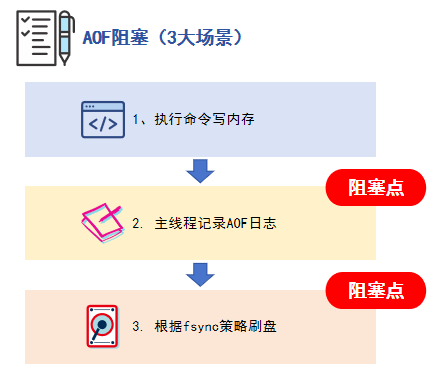 AOF阻塞（3大场景）
</>
1、执行命令写内存
阻塞点
2. 主线程记录AOF日志
阻塞点
3. 根据fsync策略刷盘